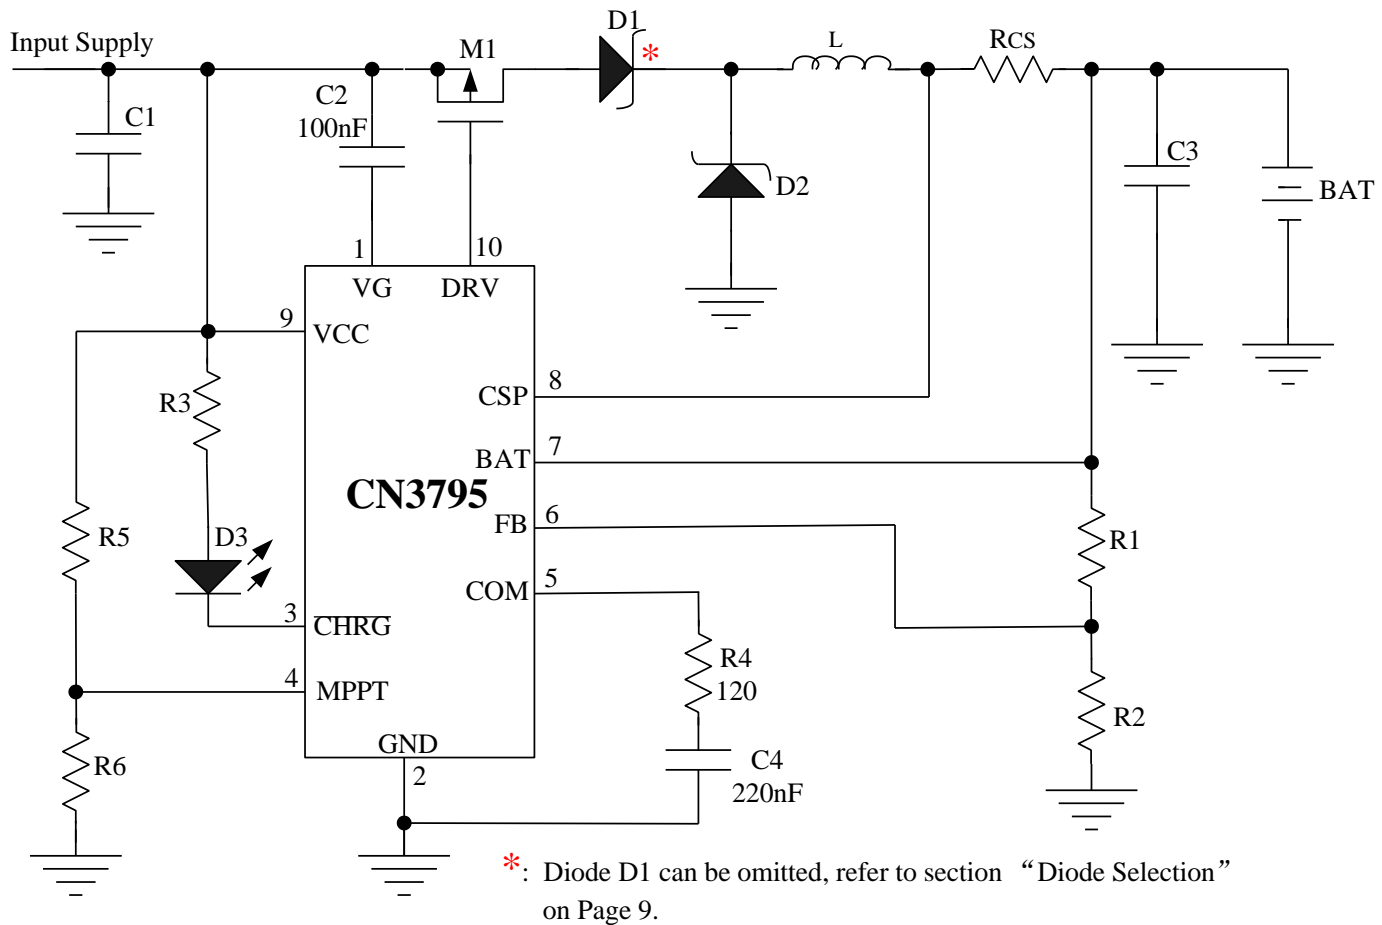 D1
Input Supply
M1
*
L
RCS
C2
100nF
C1
C3
D2
BAT
1
10
VG
DRV
9
VCC
8
CSP
R3
7
BAT
CN3795
6
FB
R5
D3
R1
5
COM
3
CHRG
R4
120
4
MPPT
R2
GND
2
R6
C4
220nF
*: Diode D1 can be omitted, refer to section “Diode Selection”
on Page 9.